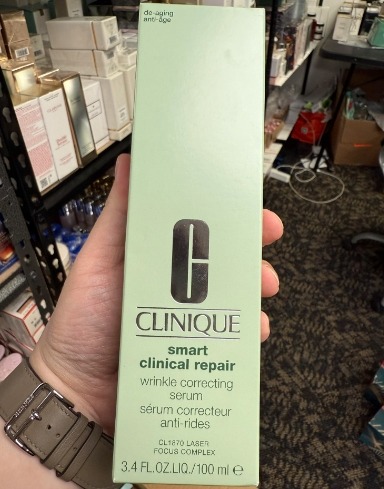 de-aging
anti-âge
CLINIQUE
smart
clinical repair
wrinkle correcting
serum
sérum correcteur
anti-rides
CL1870 LASER
FOCUS COMPLEX
3.4 FL.OZ.LIQ./100 ml ℮